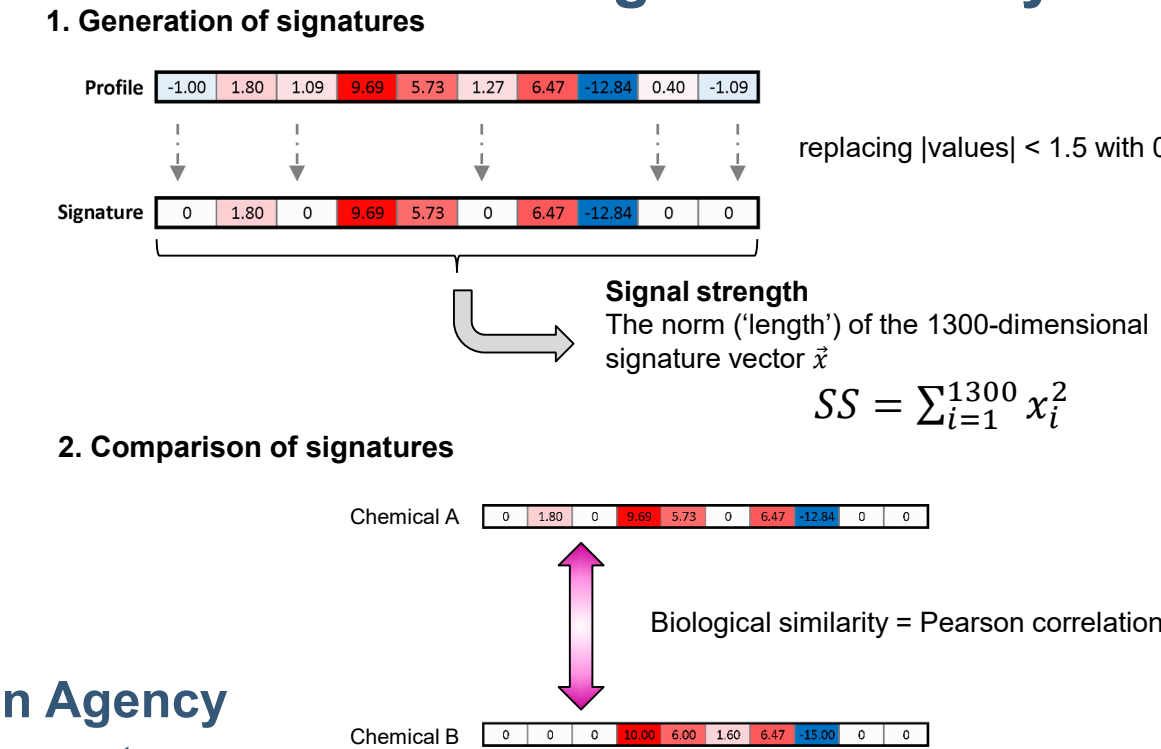 1. Generation of signatures
Profile -1.00 1.80 1.09 9.69 5.73 1.27 6.47 -12.84 0.40 -1.09
replacing |values| < 1.5 with 0
Signature 0 1.80 0 9.69 5.73 0 6.47 -12.84 0 0
Signal strength
The norm (‘length’) of the 1300-dimensional
signature vector x⃗
SS = ∑_{i=1}^{1300} x_i^2
2. Comparison of signatures
Chemical A 0 1.80 0 9.69 5.73 0 6.47 -12.84 0 0
Biological similarity = Pearson correlation
n Agency
Chemical B 0 0 0 10.00 6.00 1.60 6.47 -15.00 0 0